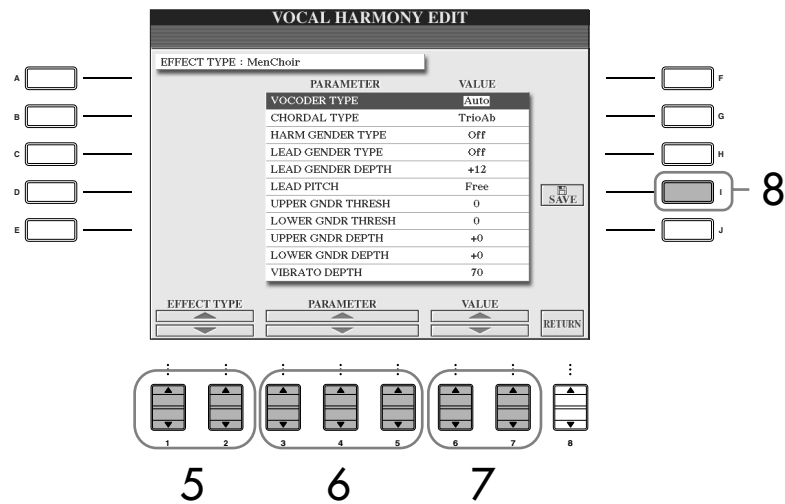 VOCAL HARMONY EDIT
EFFECT TYPE : MenChoir
PARAMETER VALUE
VOCODER TYPE Auto
CHORDAL TYPE TrioAb
HARM GENDER TYPE Off
LEAD GENDER TYPE Off
LEAD GENDER DEPTH +12
LEAD PITCH Free
UPPER GNDR THRESH 0
LOWER GNDR THRESH 0
UPPER GNDR DEPTH +0
LOWER GNDR DEPTH +0
VIBRATO DEPTH 70
SAVE
EFFECT TYPE PARAMETER VALUE
RETURN
A
B
C
D
E
F
G
H
I 8
J
1 2 3 4 5 6 7 8
5 6 7